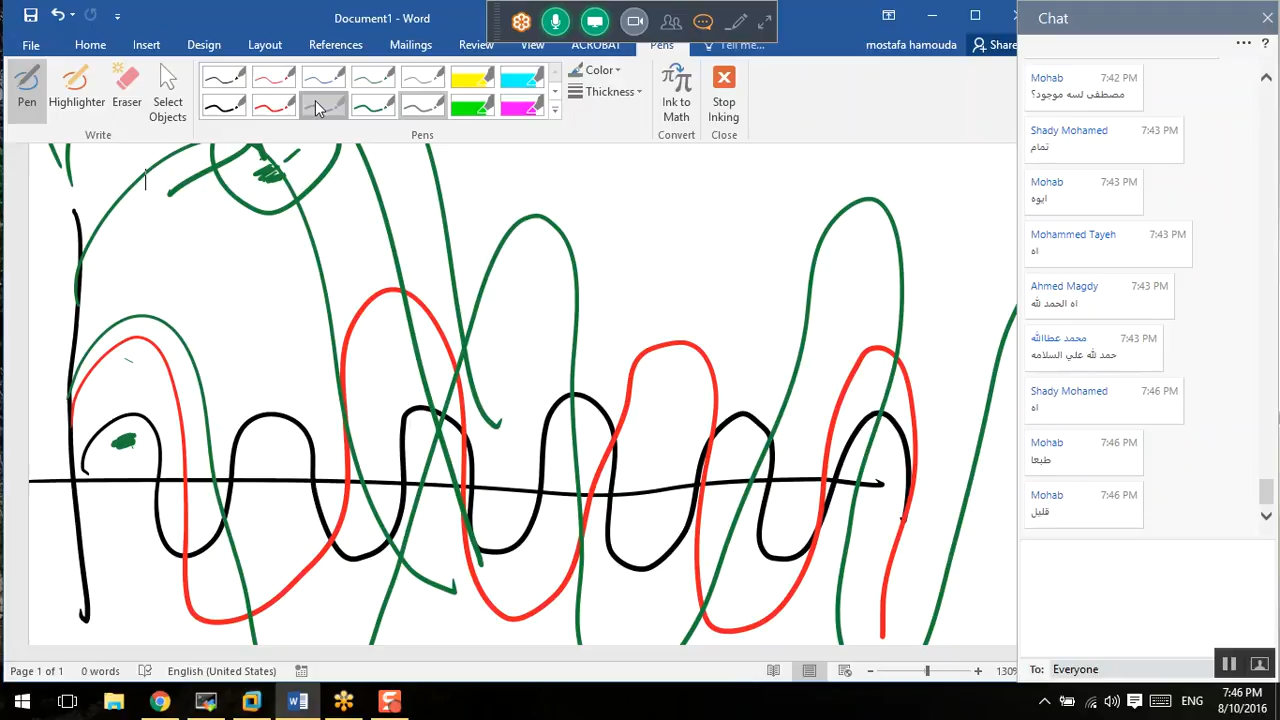 Document1 - Word
Chat
File Home Insert Design Layout References Mailings Review View ACROBAT Pens Tell me... mostafa hamouda Share
Pen Highlighter Eraser Select Objects
Color
Thickness
Ink to Math
Stop Inking
Write Pens Convert Close
Mohab 7:42 PM
مصطفى لسه موجود؟
Shady Mohamed 7:43 PM
تمام
Mohab 7:43 PM
ايوه
Mohammed Tayeh 7:43 PM
اه
Ahmed Magdy 7:43 PM
اه الحمد لله
محمد عطاالله 7:43 PM
حمد لله علي السلامه
Shady Mohamed 7:46 PM
اه
Mohab 7:46 PM
طبعا
Mohab 7:46 PM
قليل
To: Everyone
Page 1 of 1 0 words English (United States) 130%
ENG
7:46 PM
8/10/2016